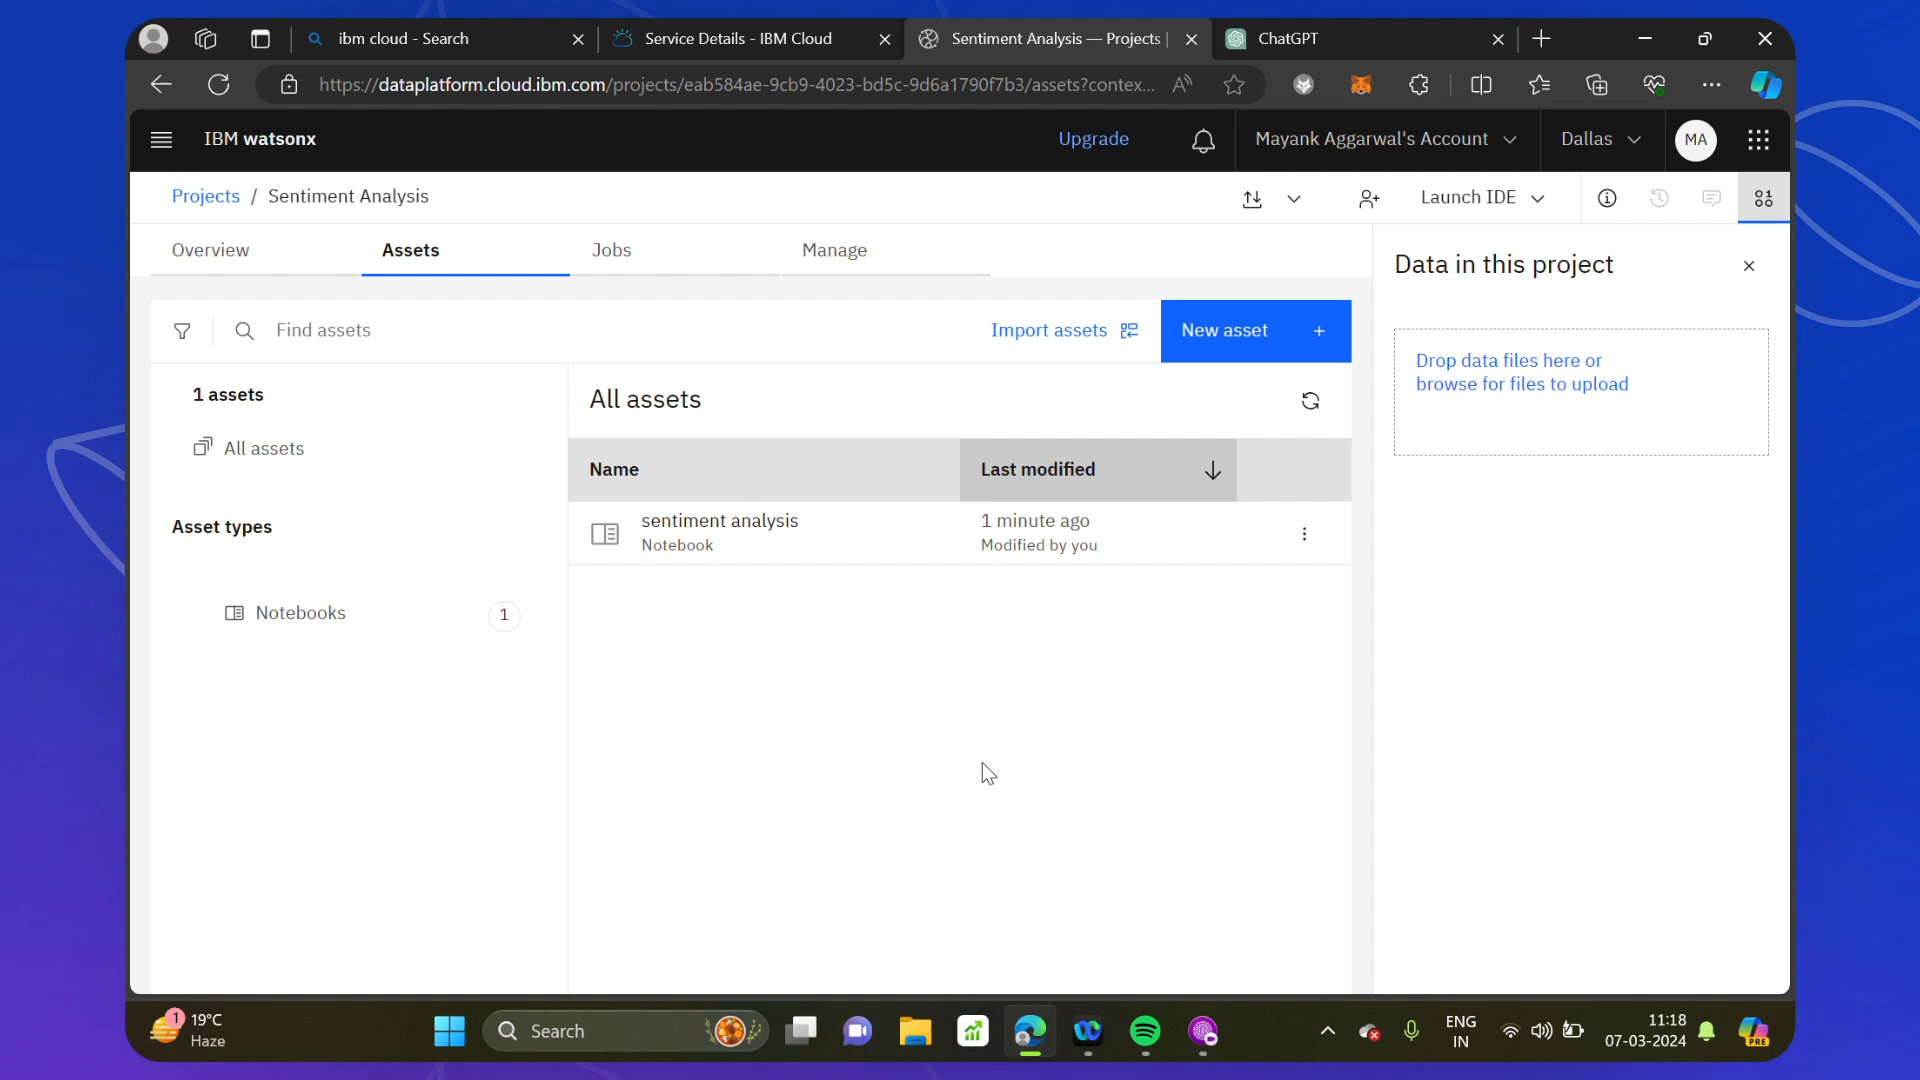 ibm cloud - Search
Service Details - IBM Cloud
Sentiment Analysis — Projects |
ChatGPT
https://dataplatform.cloud.ibm.com/projects/eab584ae-9cb9-4023-bd5c-9d6a1790f7b3/assets?contex...
IBM watsonx
Upgrade
Mayank Aggarwal's Account
Dallas
MA
Projects / Sentiment Analysis
Launch IDE
Overview
Assets
Jobs
Manage
Data in this project
Find assets
Import assets
New asset +
Drop data files here or
browse for files to upload
1 assets
All assets
All assets
Asset types
Notebooks
1
Name
Last modified
sentiment analysis
Notebook
1 minute ago
Modified by you
1
19°C
Haze
Search
ENG
IN
11:18
07-03-2024
PRE